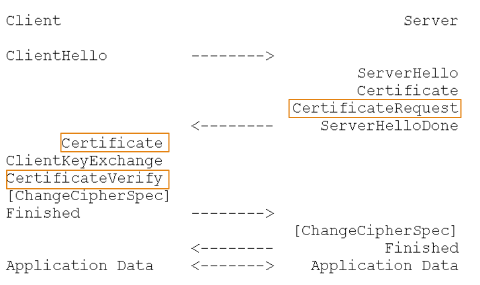 Client Server
ClientHello -------->
ServerHello
Certificate
CertificateRequest
<-------- ServerHelloDone
Certificate
ClientKeyExchange
CertificateVerify
[ChangeCipherSpec]
Finished -------->
[ChangeCipherSpec]
<-------- Finished
Application Data <-------> Application Data